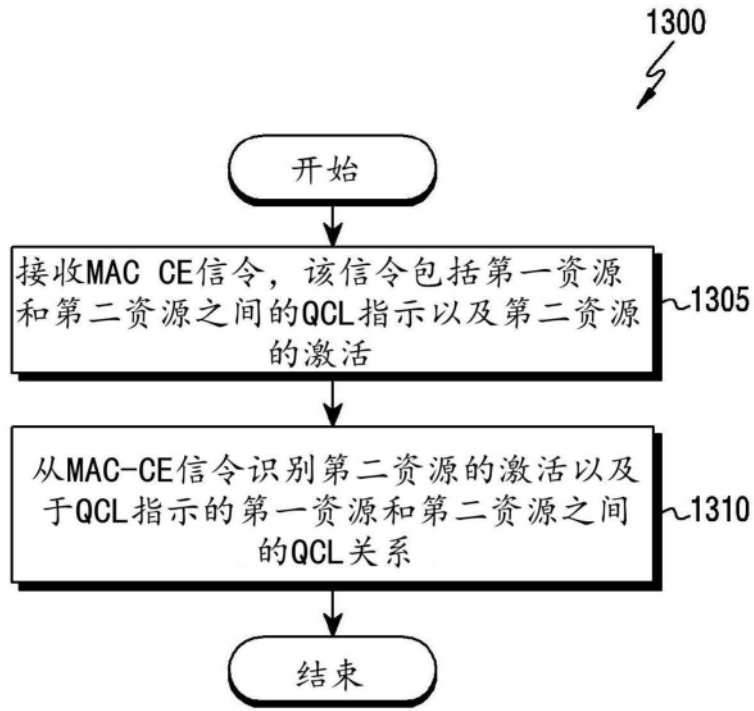 1300
开始
接收MAC CE信令，该信令包括第一资源
和第二资源之间的QCL指示以及第二资源
的激活
1305
从MAC-CE信令识别第二资源的激活以及
于QCL指示的第一资源和第二资源之间
的QCL关系
1310
结束